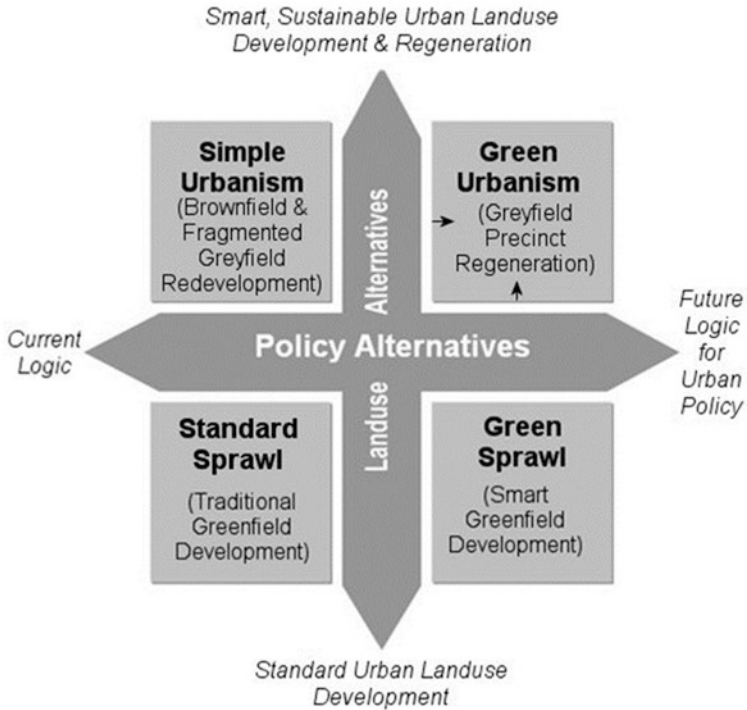 Smart, Sustainable Urban Landuse
Development & Regeneration
Simple
Urbanism
(Brownfield &
Fragmented
Greyfield
Redevelopment)
Green
Urbanism
(Greyfield
Precinct
Regeneration)
Current
Logic
Policy Alternatives
Landuse Alternatives
Future
Logic
for
Urban
Policy
Standard
Sprawl
(Traditional
Greenfield
Development)
Green
Sprawl
(Smart
Greenfield
Development)
Standard Urban Landuse
Development